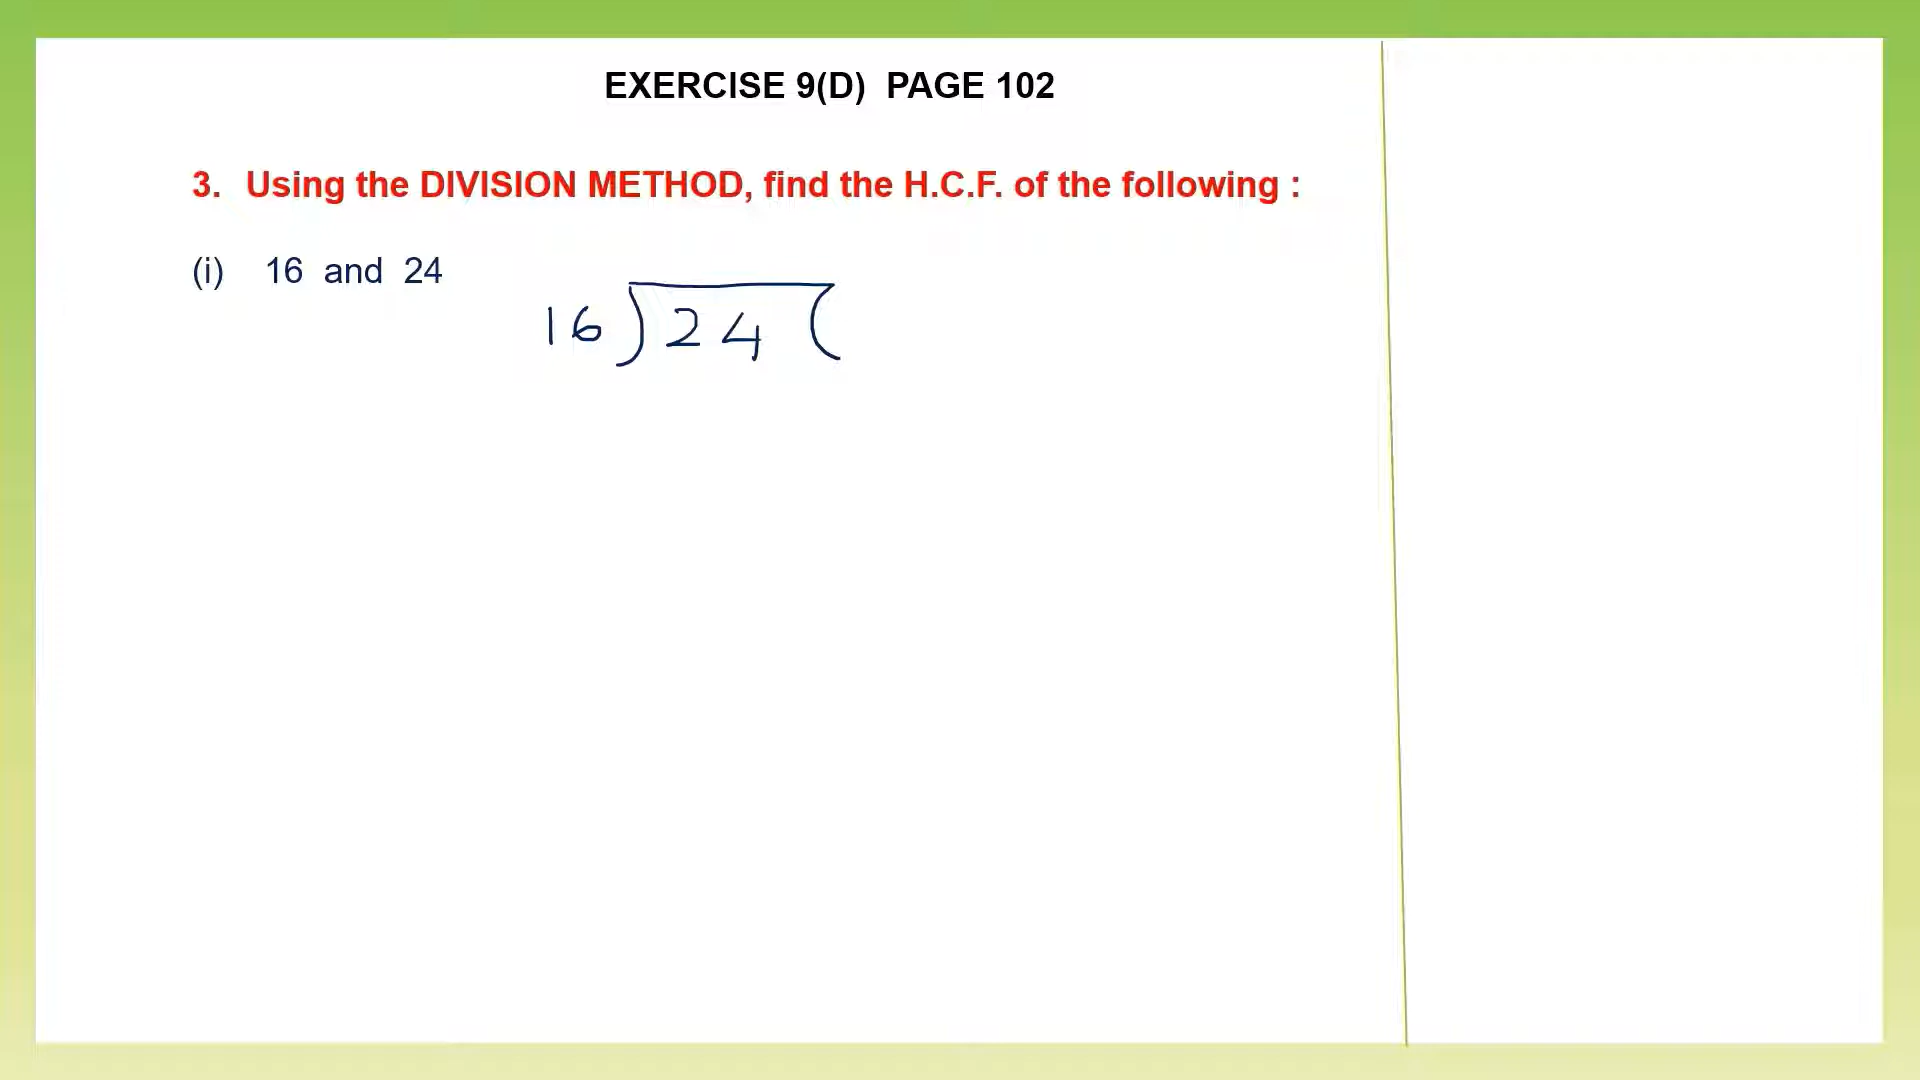 EXERCISE 9(D) PAGE 102
3. Using the DIVISION METHOD, find the H.C.F. of the following :
(i) 16 and 24
16 ) 24 (